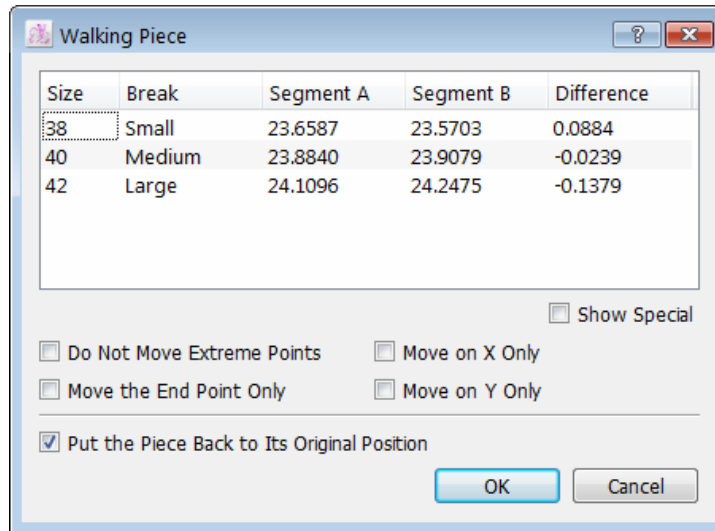 Walking Piece
Size Break Segment A Segment B Difference
38 Small 23.6587 23.5703 0.0884
40 Medium 23.8840 23.9079 -0.0239
42 Large 24.1096 24.2475 -0.1379
Show Special
Do Not Move Extreme Points Move on X Only
Move the End Point Only Move on Y Only
Put the Piece Back to Its Original Position
OK Cancel